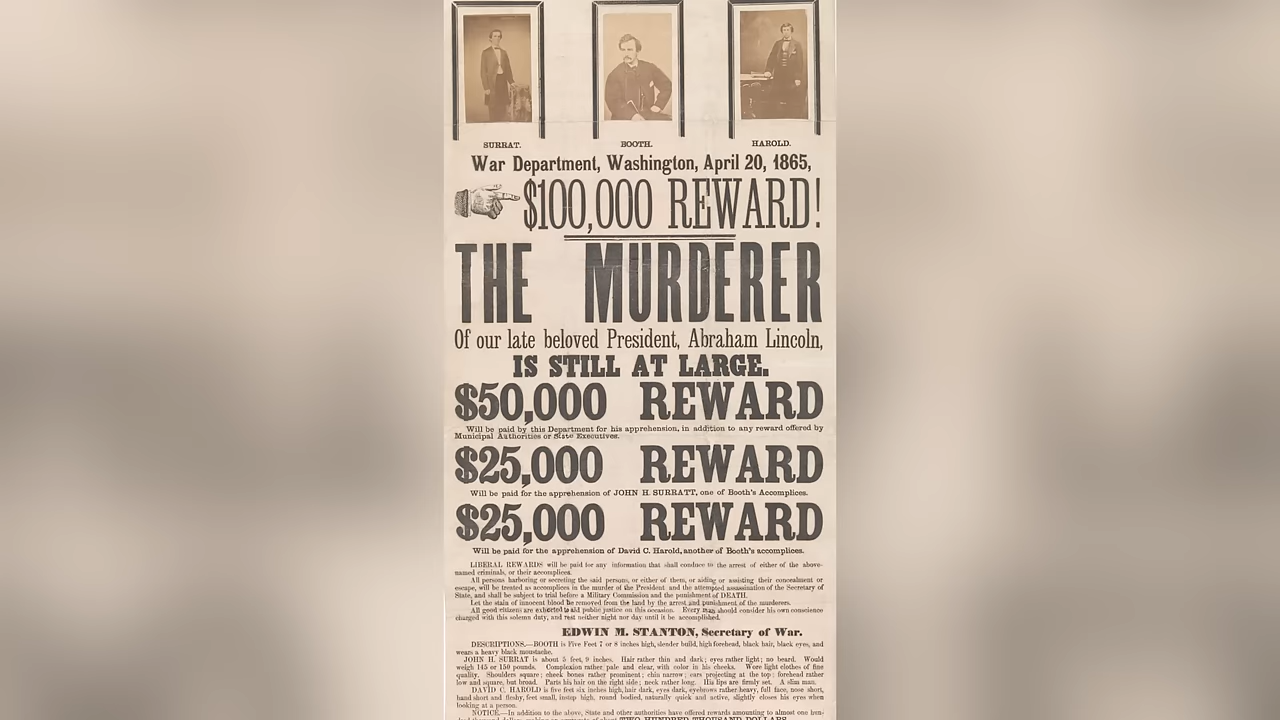 SURRAT. BOOTH. HAROLD.
War Department, Washington, April 20, 1865,
$100,000 REWARD!
THE MURDERER
Of our late beloved President, Abraham Lincoln,
IS STILL AT LARGE.
$50,000 REWARD
Will be paid by this Department for his apprehension, in addition to any reward offered by
Municipal Authorities or State Executives.
$25,000 REWARD
Will be paid for the apprehension of JOHN H. SURRATT, one of Booth's Accomplices.
$25,000 REWARD
Will be paid for the apprehension of David C. Harold, another of Booth's accomplices.
LIBERAL REWARDS will be paid for any information that shall conduce to the arrest of either of the above-
named criminals, or their accomplices.
All persons harboring or secreting the said persons, or either of them, or aiding or assisting their concealment or
escape, will be treated as accomplices in the murder of the President and the attempted assassination of the Secretary of
State, and shall be subject to trial before a Military Commission and the punishment of DEATH.
Let the stain of innocent blood be removed from the land by the arrest and punishment of the murderers.
All good citizens are exhorted to aid public justice on this occasion. Every man should consider his own conscience
charged with this solemn duty, and rest neither night nor day until it be accomplished.
EDWIN M. STANTON, Secretary of War.
DESCRIPTIONS.—BOOTH is Five Feet 7 or 8 inches high, slender build, high forehead, black hair, black eyes, and
wears a heavy black moustache.
JOHN H. SURRAT is about 5 feet, 9 inches. Hair rather thin and dark; eyes rather light; no beard. Would
weigh 145 or 150 pounds. Complexion rather pale and clear, with color in his cheeks. Wore light clothes of fine
quality. Shoulders square; cheek bones rather prominent; chin narrow; ears projecting at the top; forehead rather
low and square, but broad. Parts his hair on the right side; neck rather long. His lips are firmly set. A slim man.
DAVID C. HAROLD is five feet six inches high, hair dark, eyes dark, eyebrows rather heavy, full face, nose short,
hand short and fleshy, feet small, instep high, round bodied, naturally quick and active, slightly closes his eyes when
looking at a person.
NOTICE.—In addition to the above, State and other authorities have offered rewards amounting to almost one hun-
dred thousand dollars, making an aggregate of about TWO HUNDRED THOUSAND DOLLARS.